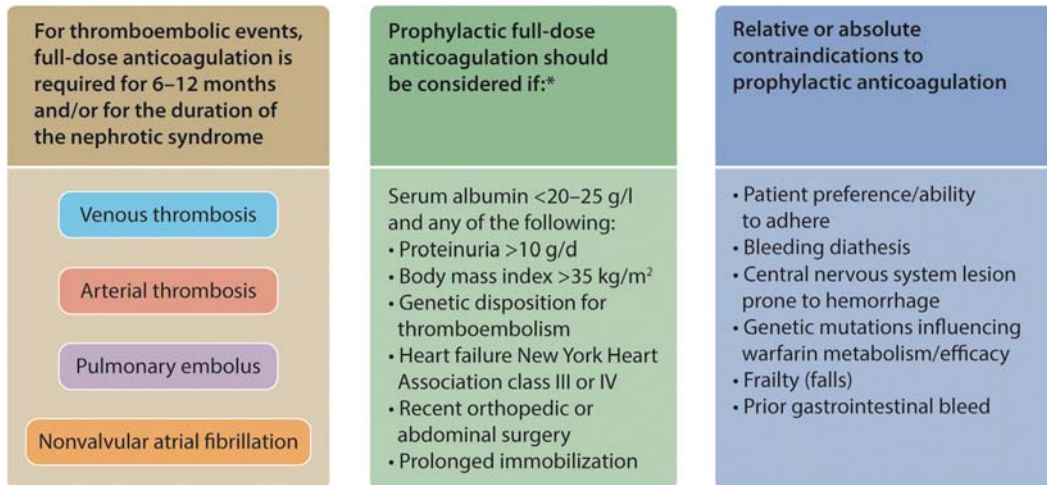 For thromboembolic events,
full-dose anticoagulation is
required for 6–12 months
and/or for the duration of
the nephrotic syndrome
Venous thrombosis
Arterial thrombosis
Pulmonary embolus
Nonvalvular atrial fibrillation
Prophylactic full-dose
anticoagulation should
be considered if:*
Serum albumin <20–25 g/l
and any of the following:
• Proteinuria >10 g/d
• Body mass index >35 kg/m²
• Genetic disposition for
thromboembolism
• Heart failure New York Heart
Association class III or IV
• Recent orthopedic or
abdominal surgery
• Prolonged immobilization
Relative or absolute
contraindications to
prophylactic anticoagulation
• Patient preference/ability
to adhere
• Bleeding diathesis
• Central nervous system lesion
prone to hemorrhage
• Genetic mutations influencing
warfarin metabolism/efficacy
• Frailty (falls)
• Prior gastrointestinal bleed